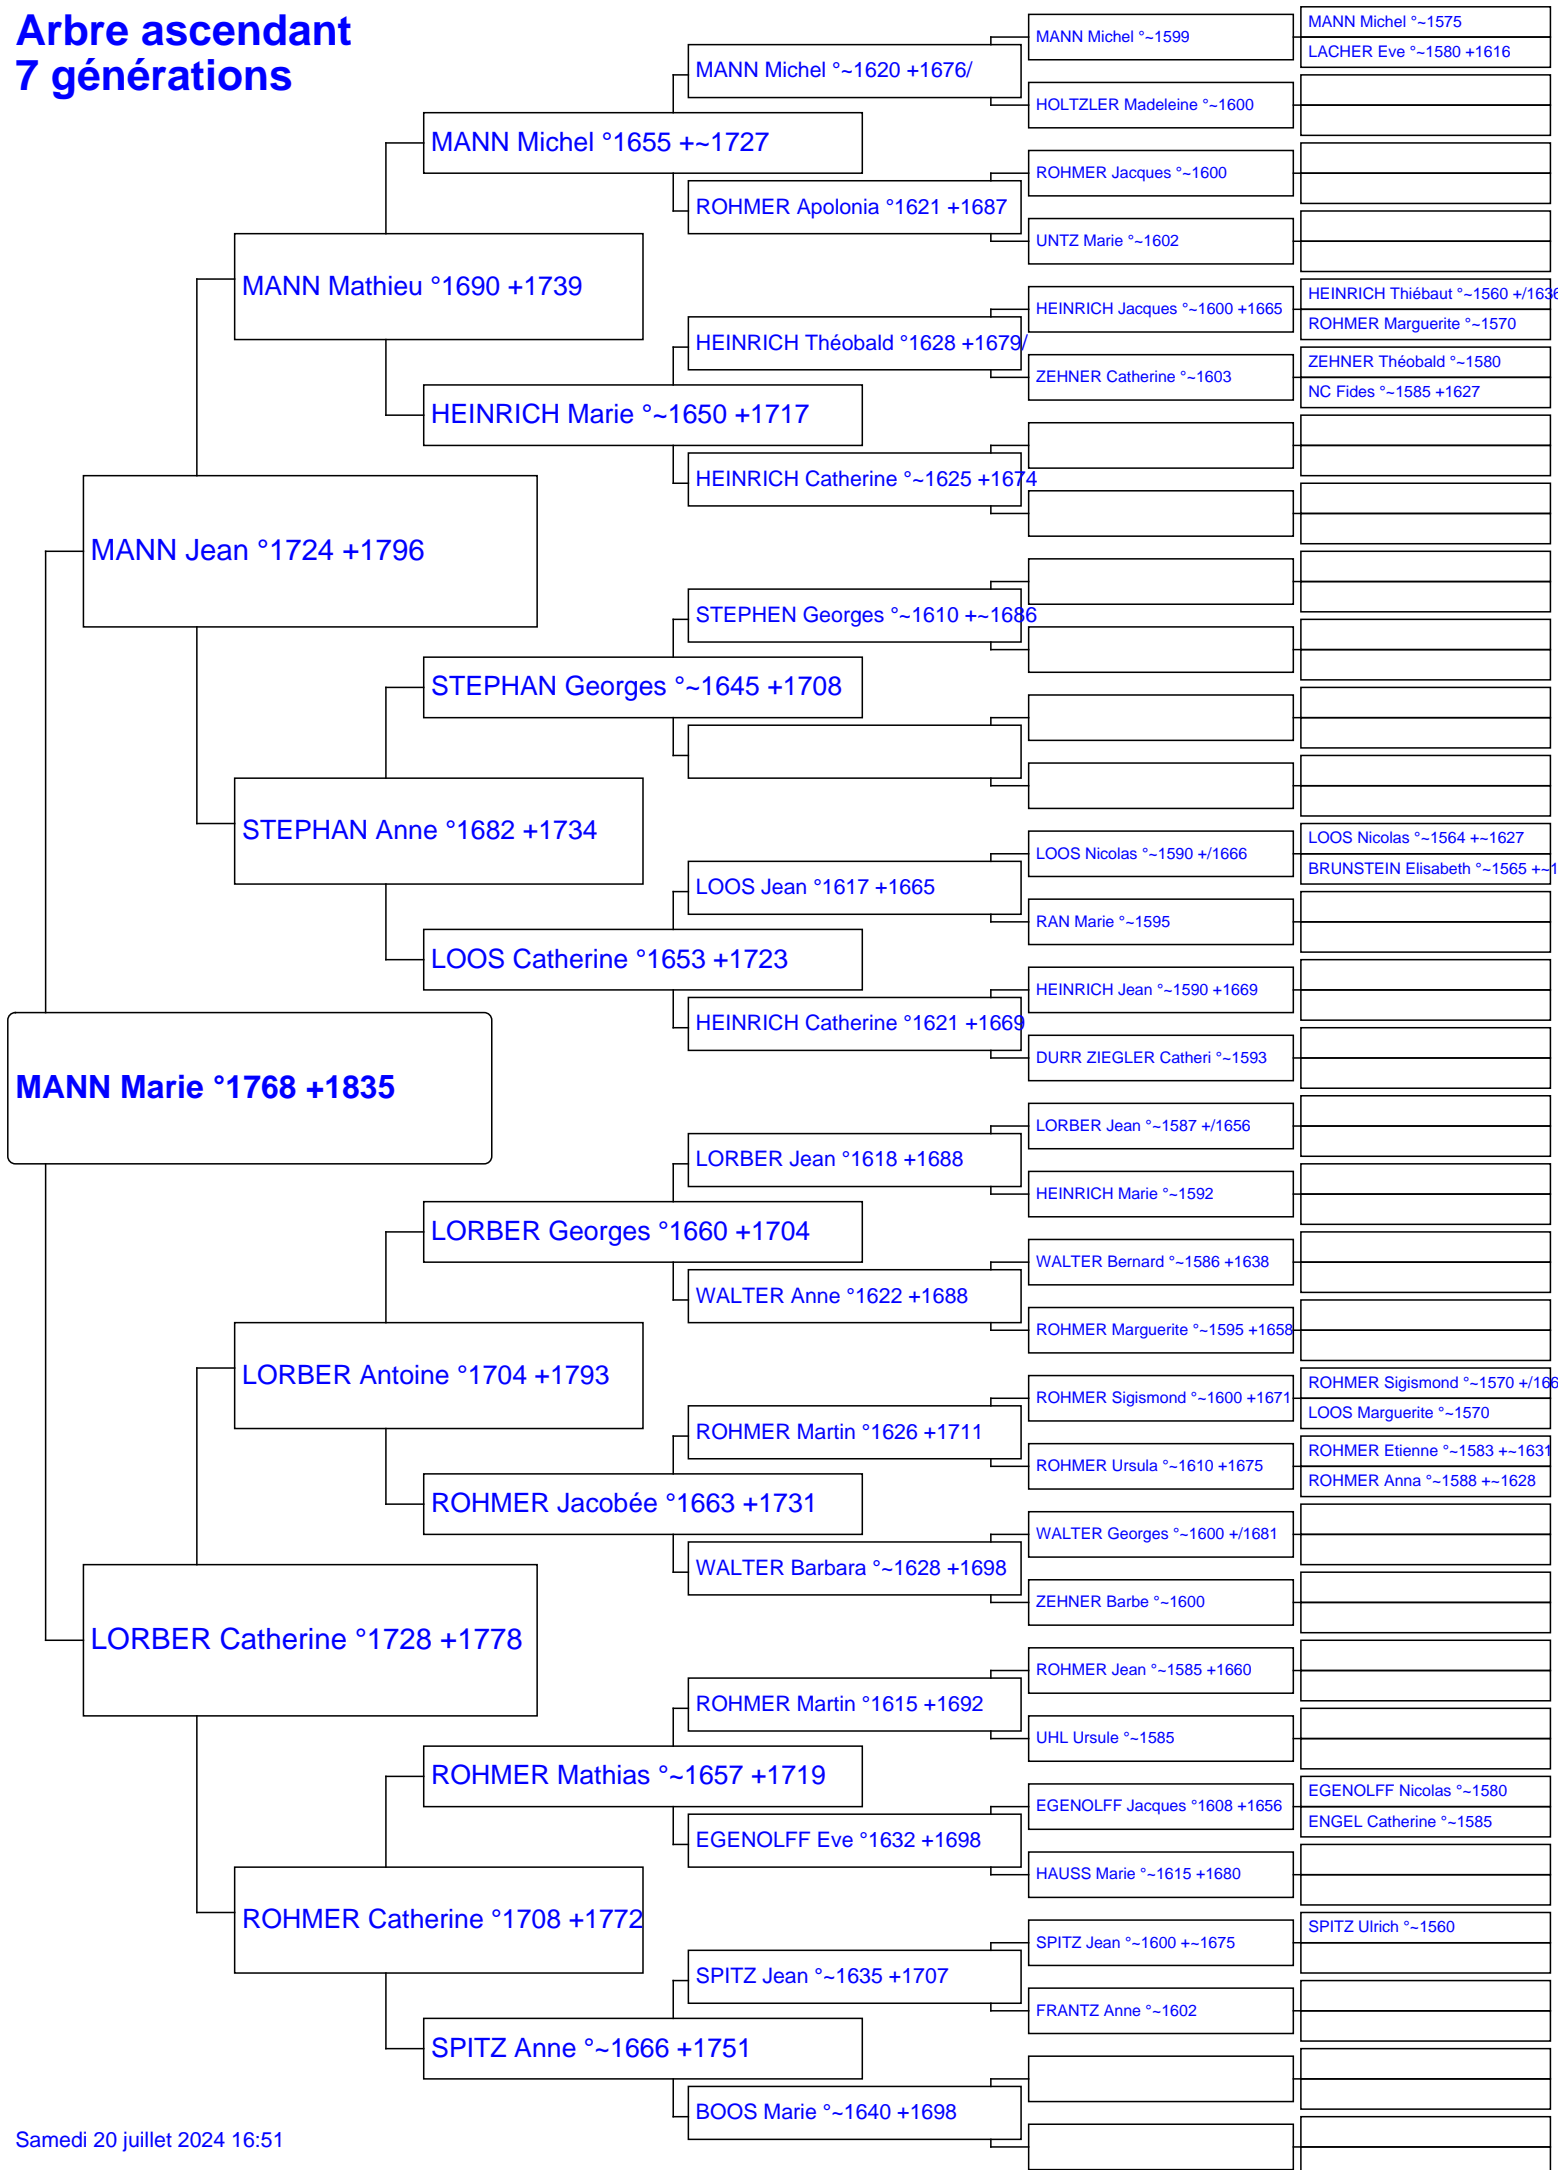 Arbre ascendant
7 générations
MANN Marie °1768 +1835
MANN Jean °1724 +1796
LORBER Catherine °1728 +1778
MANN Mathieu °1690 +1739
STEPHAN Anne °1682 +1734
LORBER Antoine °1704 +1793
ROHMER Catherine °1708 +1772
MANN Michel °1655 +~1727
HEINRICH Marie °~1650 +1717
STEPHAN Georges °~1645 +1708
LOOS Catherine °1653 +1723
LORBER Georges °1660 +1704
ROHMER Jacobée °1663 +1731
ROHMER Mathias °~1657 +1719
SPITZ Anne °~1666 +1751
MANN Michel °~1620 +1676/
ROHMER Apolonia °1621 +1687
HEINRICH Théobald °1628 +1679/
HEINRICH Catherine °~1625 +1674
STEPHEN Georges °~1610 +~1686
LOOS Jean °1617 +1665
HEINRICH Catherine °1621 +1669
LORBER Jean °1618 +1688
WALTER Anne °1622 +1688
ROHMER Martin °1626 +1711
WALTER Barbara °~1628 +1698
ROHMER Martin °1615 +1692
EGENOLFF Eve °1632 +1698
SPITZ Jean °~1635 +1707
BOOS Marie °~1640 +1698
MANN Michel °~1599
HOLTZLER Madeleine °~1600
ROHMER Jacques °~1600
UNTZ Marie °~1602
HEINRICH Jacques °~1600 +1665
ZEHNER Catherine °~1603
LOOS Nicolas °~1590 +/1666
RAN Marie °~1595
HEINRICH Jean °~1590 +1669
DURR ZIEGLER Catheri °~1593
LORBER Jean °~1587 +/1656
HEINRICH Marie °~1592
WALTER Bernard °~1586 +1638
ROHMER Marguerite °~1595 +1658
ROHMER Sigismond °~1600 +1671
ROHMER Ursula °~1610 +1675
WALTER Georges °~1600 +/1681
ZEHNER Barbe °~1600
ROHMER Jean °~1585 +1660
UHL Ursule °~1585
EGENOLFF Jacques °1608 +1656
HAUSS Marie °~1615 +1680
SPITZ Jean °~1600 +~1675
FRANTZ Anne °~1602
MANN Michel °~1575
LACHER Eve °~1580 +1616
HEINRICH Thiébaut °~1560 +/1636
ROHMER Marguerite °~1570
ZEHNER Théobald °~1580
NC Fides °~1585 +1627
LOOS Nicolas °~1564 +~1627
BRUNSTEIN Elisabeth °~1565 +~1
ROHMER Sigismond °~1570 +/166
LOOS Marguerite °~1570
ROHMER Etienne °~1583 +~1631
ROHMER Anna °~1588 +~1628
EGENOLFF Nicolas °~1580
ENGEL Catherine °~1585
SPITZ Ulrich °~1560
Samedi 20 juillet 2024 16:51